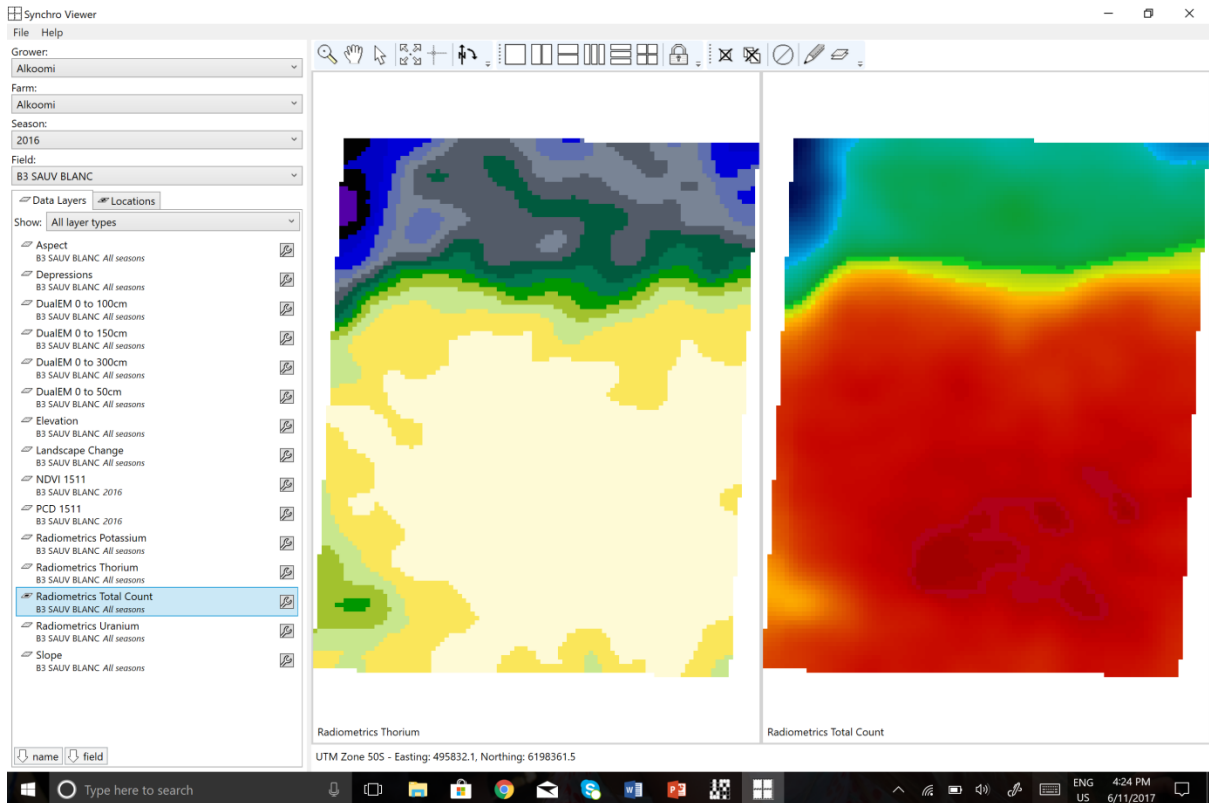 Synchro Viewer
File Help
Grower:
Alkoomi
Farm:
Alkoomi
Season:
2016
Field:
B3 SAUV BLANC
Data Layers Locations
Show: All layer types
Aspect
B3 SAUV BLANC All seasons
Depressions
B3 SAUV BLANC All seasons
DualEM 0 to 100cm
B3 SAUV BLANC All seasons
DualEM 0 to 150cm
B3 SAUV BLANC All seasons
DualEM 0 to 300cm
B3 SAUV BLANC All seasons
DualEM 0 to 50cm
B3 SAUV BLANC All seasons
Elevation
B3 SAUV BLANC All seasons
Landscape Change
B3 SAUV BLANC All seasons
NDVI 1511
B3 SAUV BLANC 2016
PCD 1511
B3 SAUV BLANC 2016
Radiometrics Potassium
B3 SAUV BLANC All seasons
Radiometrics Thorium
B3 SAUV BLANC All seasons
Radiometrics Total Count
B3 SAUV BLANC All seasons
Radiometrics Uranium
B3 SAUV BLANC All seasons
Slope
B3 SAUV BLANC All seasons
name field
Radiometrics Thorium
Radiometrics Total Count
UTM Zone 50S - Easting: 495832.1, Northing: 6198361.5
Type here to search
ENG
US
4:24 PM
6/11/2017